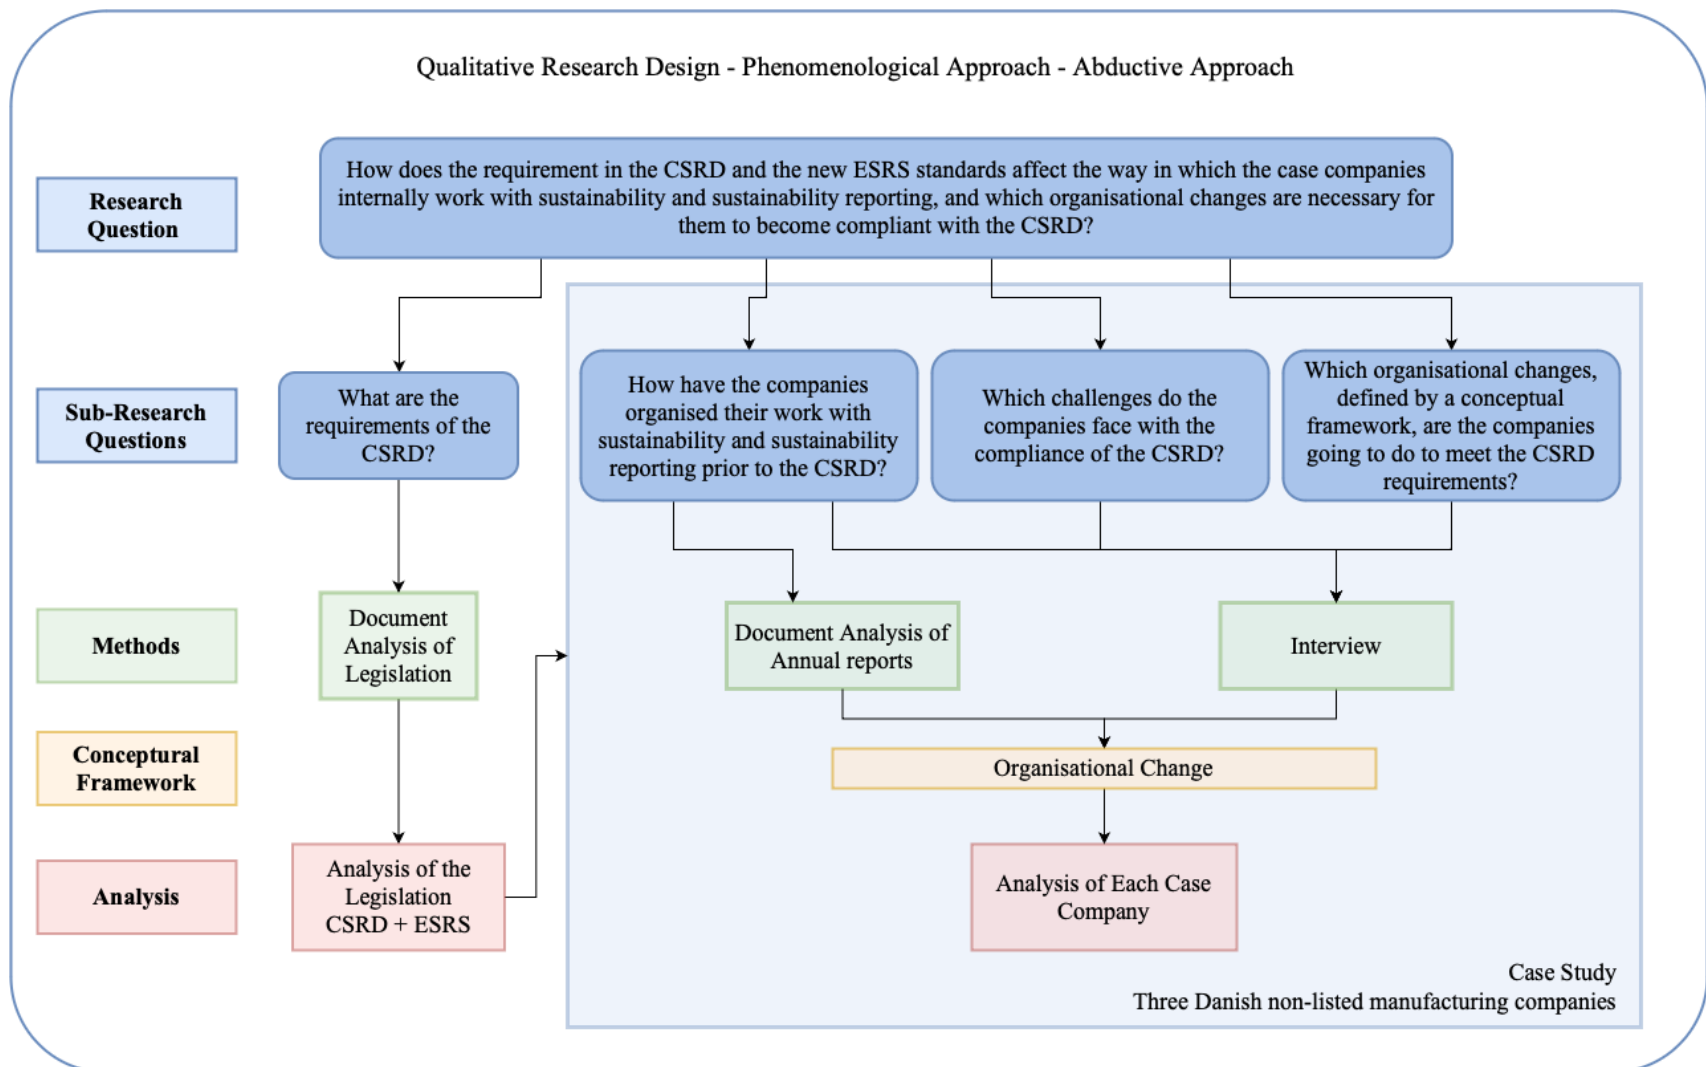 Qualitative Research Design - Phenomenological Approach - Abductive Approach
Research
Question
How does the requirement in the CSRD and the new ESRS standards affect the way in which the case companies
internally work with sustainability and sustainability reporting, and which organisational changes are necessary for
them to become compliant with the CSRD?
Sub-Research
Questions
What are the
requirements of the
CSRD?
How have the companies
organised their work with
sustainability and sustainability
reporting prior to the CSRD?
Which challenges do the
companies face with the
compliance of the CSRD?
Which organisational changes,
defined by a conceptual
framework, are the companies
going to do to meet the CSRD
requirements?
Methods
Document
Analysis of
Legislation
Document Analysis of
Annual reports
Interview
Conceptural
Framework
Organisational Change
Analysis
Analysis of the
Legislation
CSRD + ESRS
Analysis of Each Case
Company
Case Study
Three Danish non-listed manufacturing companies